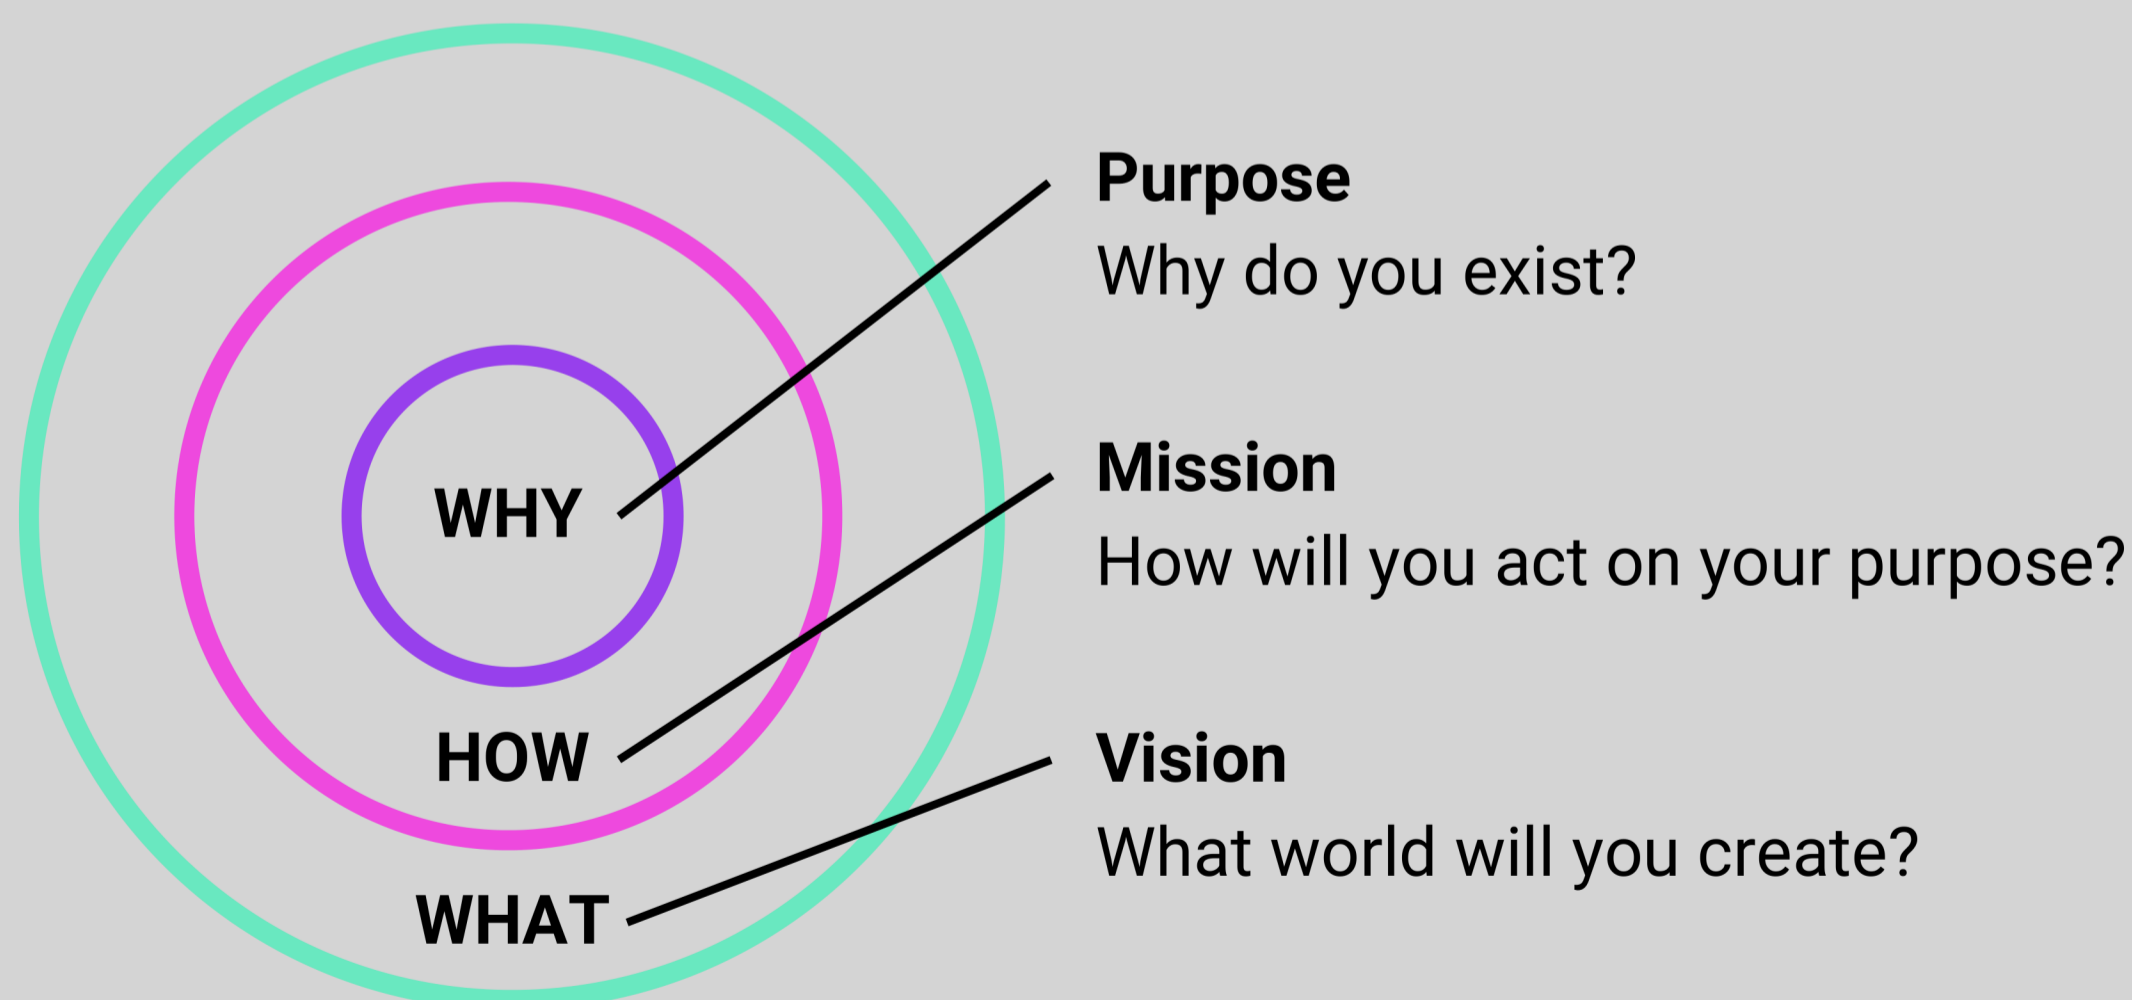 WHY
HOW
WHAT
Purpose
Why do you exist?
Mission
How will you act on your purpose?
Vision
What world will you create?